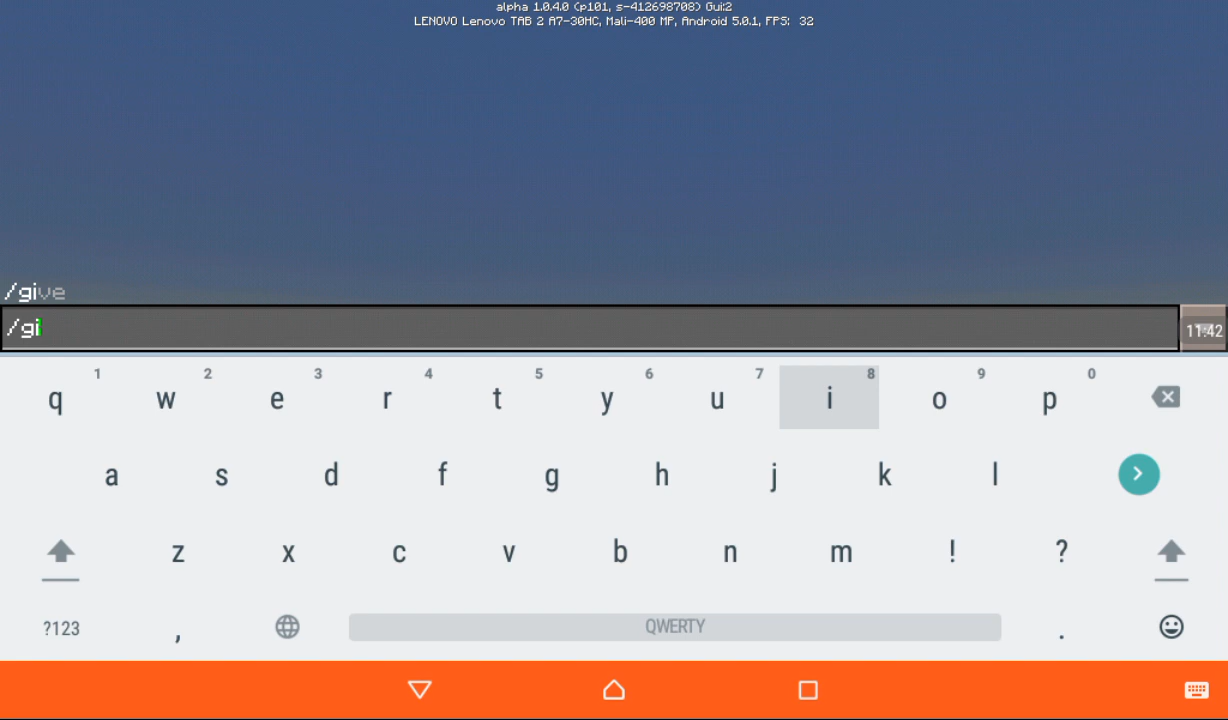 alpha 1.0.4.0 (p101, s-412698708) Gui:2
LENOVO Lenovo TAB 2 A7-30HC, Mali-400 MP, Android 5.0.1, FPS: 32
/give
/gi
11:42
1 2 3 4 5 6 7 8 9 0
q w e r t y u i o p
a s d f g h j k l
z x c v b n m ! ?
?123 , QWERTY .